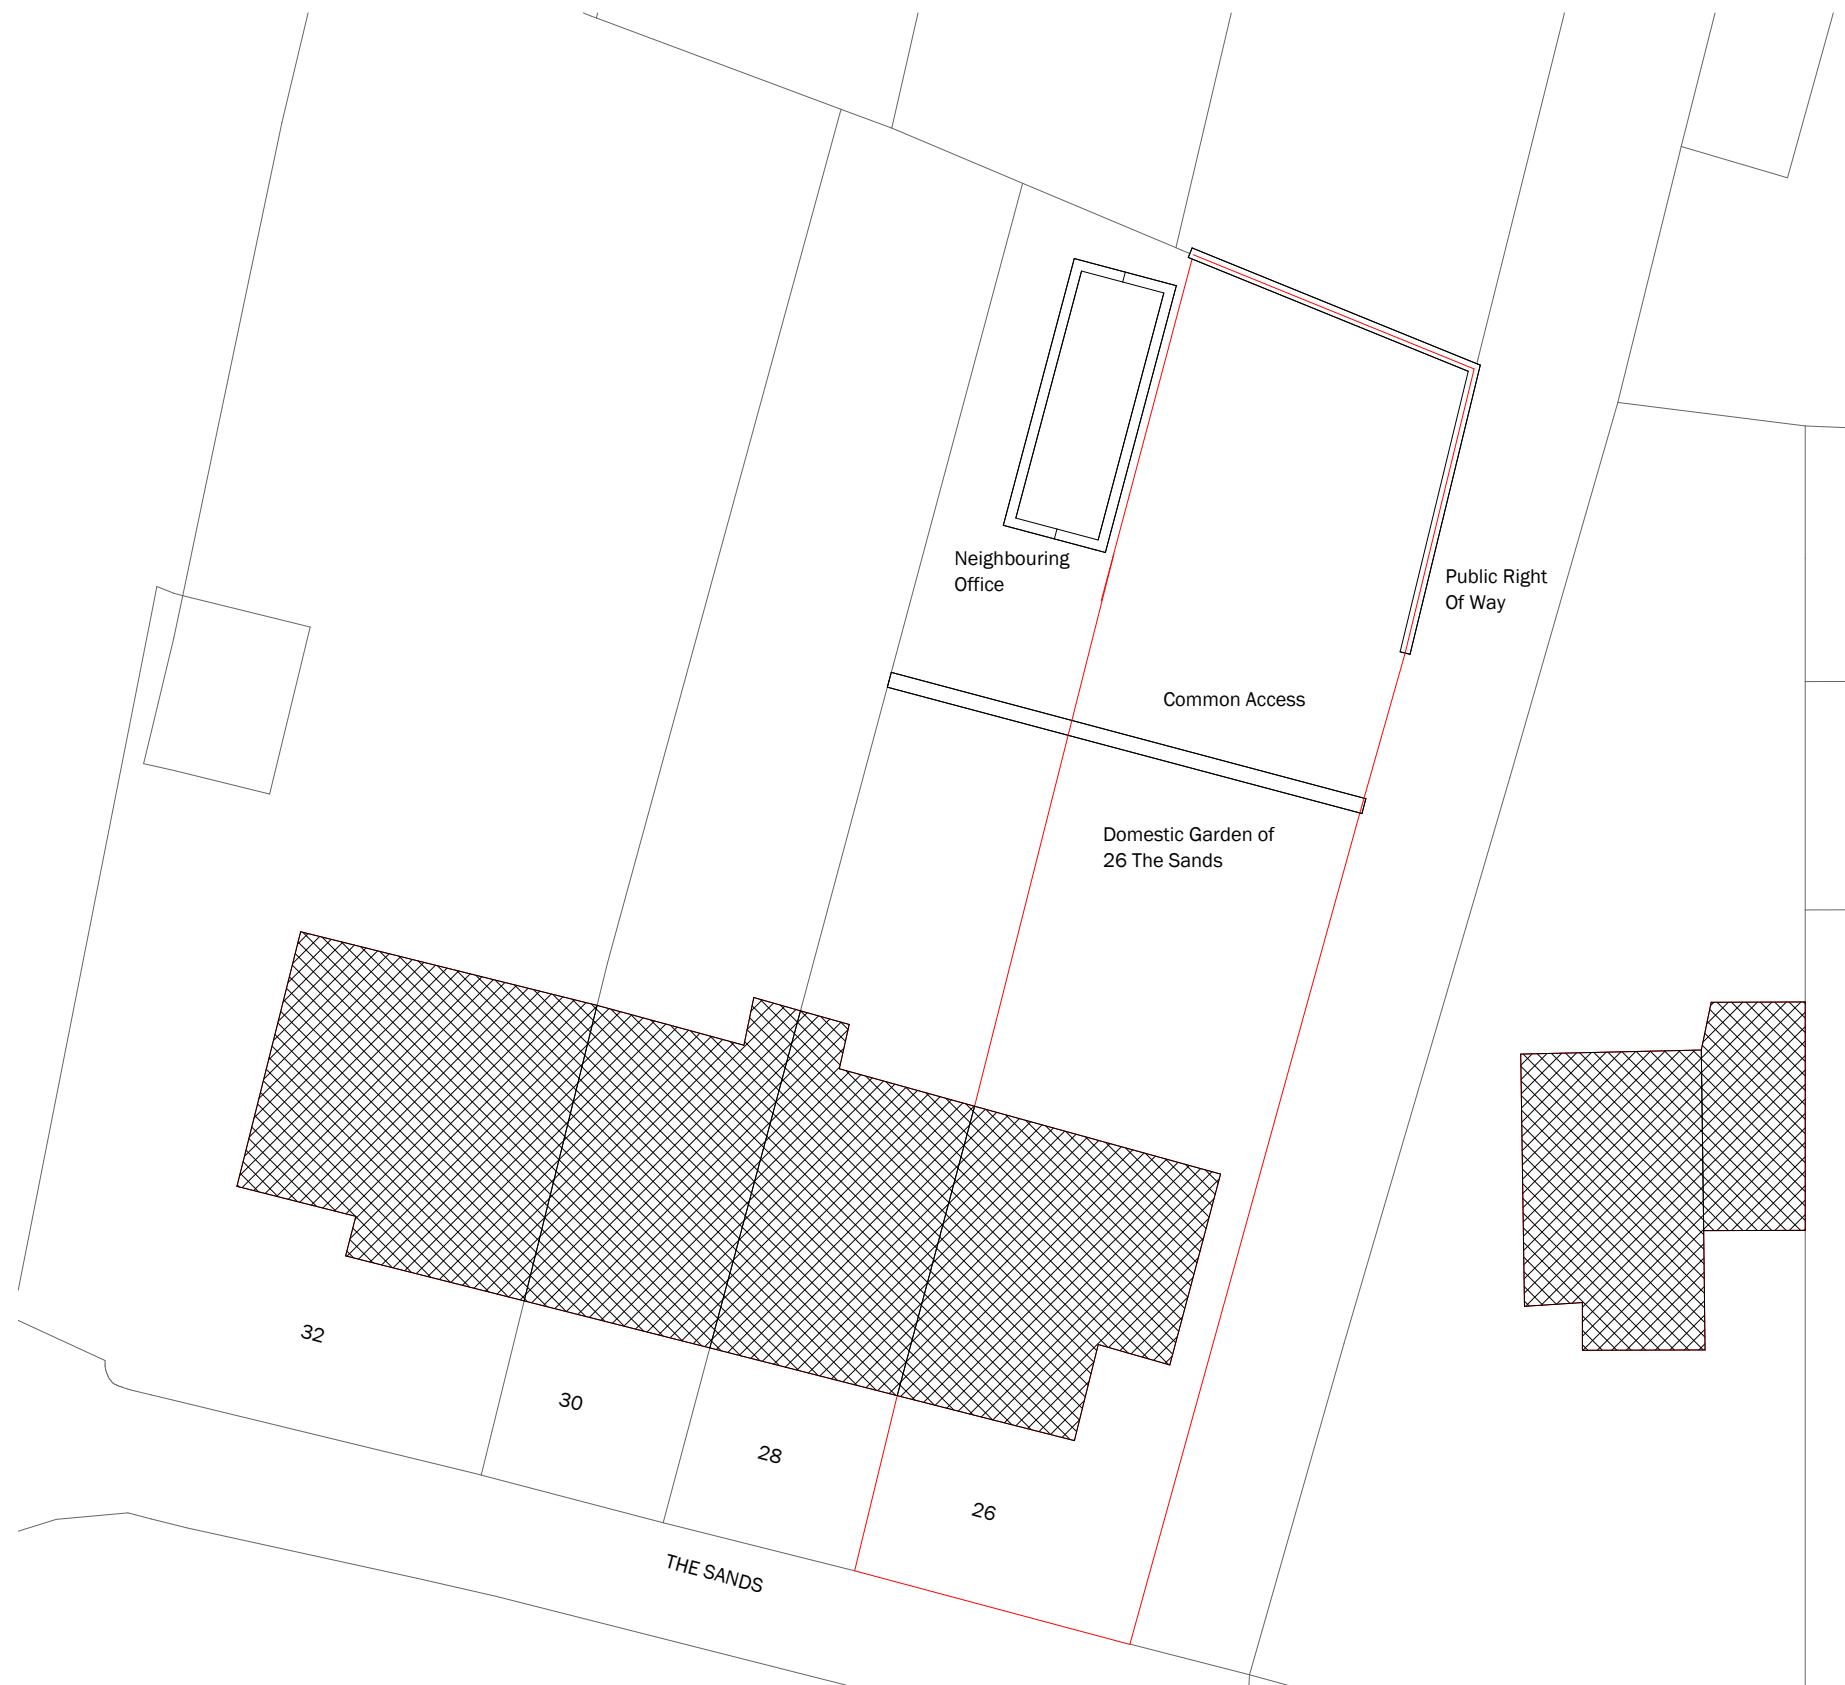 Neighbouring
Office
Public Right
Of Way
Common Access
Domestic Garden of
26 The Sands
32
30
28
26
THE SANDS